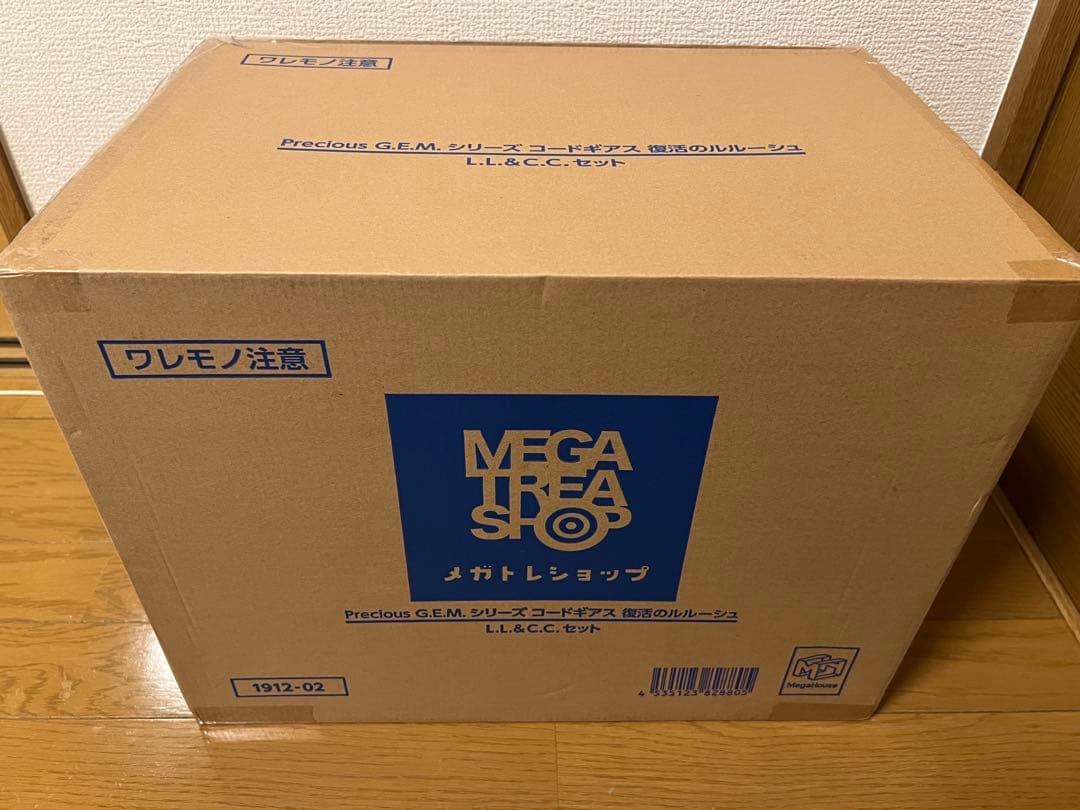 ワレモノ注意
Precious G.E.M. シリーズ コードギアス 復活のルルーシュ
L.L.&C.C.セット
ワレモノ注意
MEGA
TREA
SHOP
メガトレショップ
Precious G.E.M. シリーズ コードギアス 復活のルルーシュ
L.L.&C.C.セット
1912-02
4 535123 828805
MegaHouse